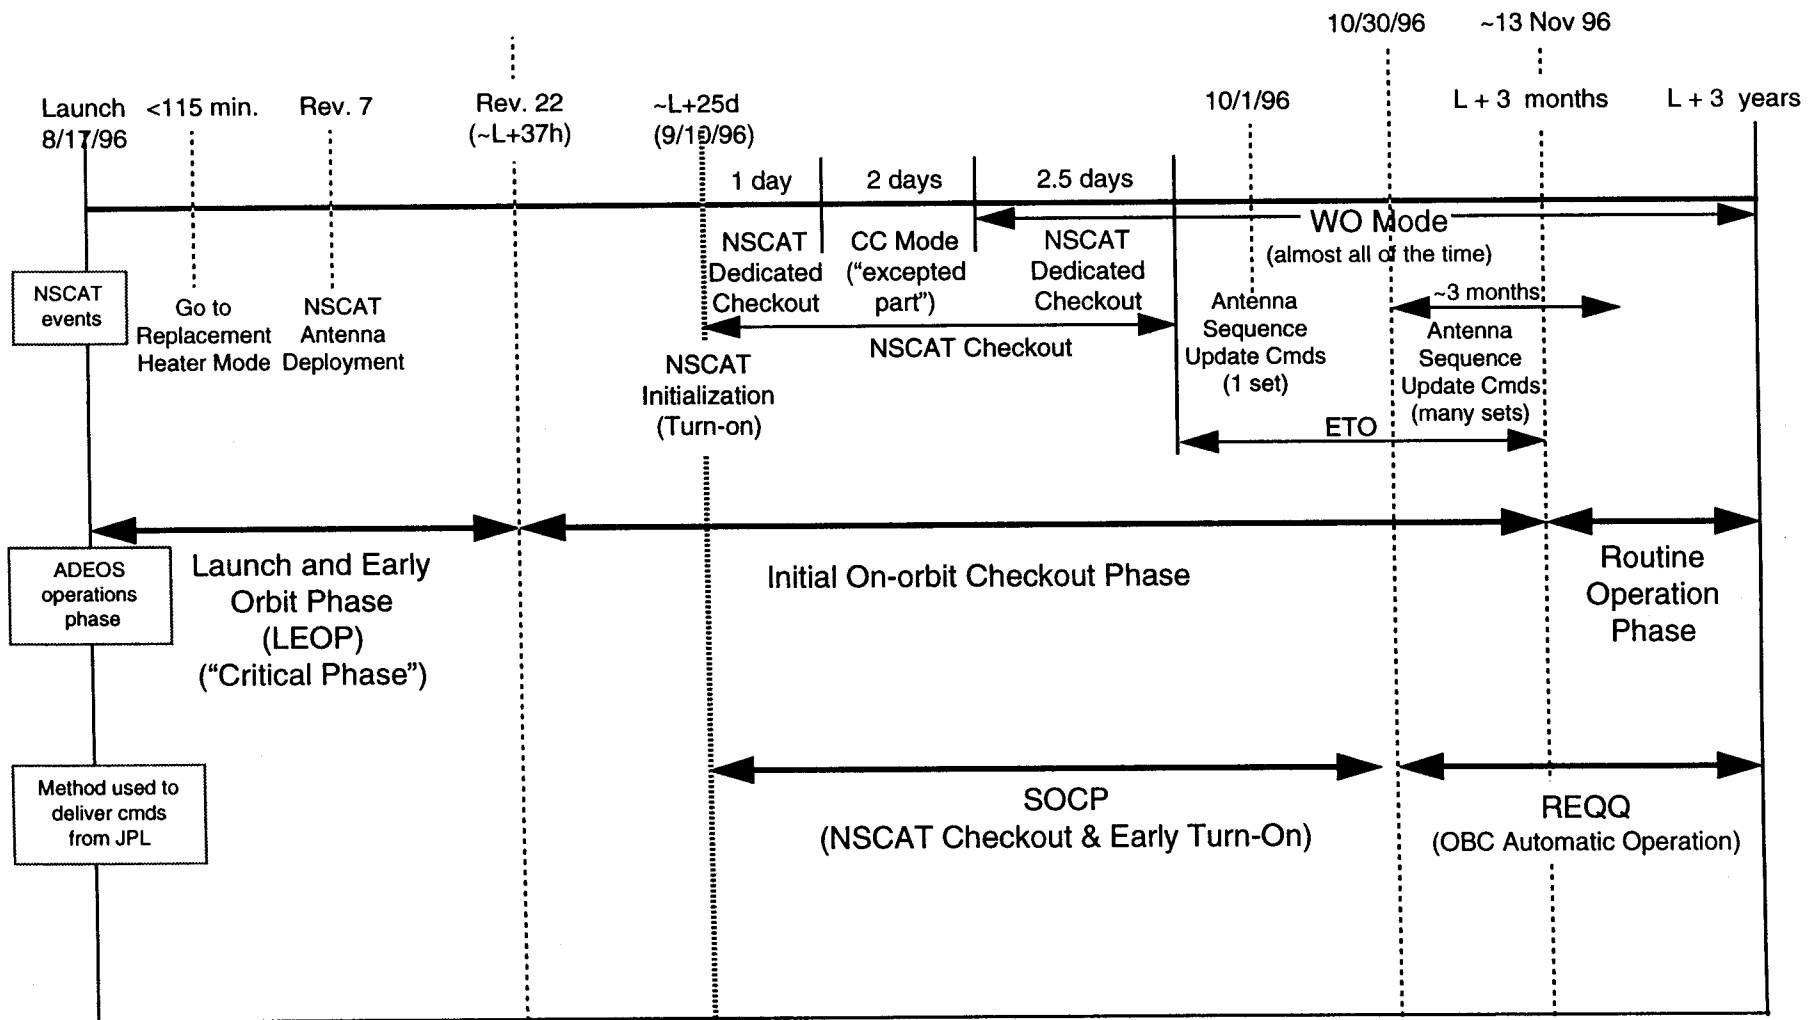 10/30/96
~13 Nov 96
Launch
8/17/96
<115 min.
Rev. 7
Rev. 22
(~L+37h)
~L+25d
(9/10/96)
10/1/96
L + 3 months
L + 3 years
1 day
2 days
2.5 days
WO Mode
(almost all of the time)
NSCAT
events
Go to
Replacement
Heater Mode
NSCAT
Antenna
Deployment
NSCAT
Dedicated
Checkout
CC Mode
(“excepted
part”)
NSCAT
Dedicated
Checkout
NSCAT Checkout
NSCAT
Initialization
(Turn-on)
Antenna
Sequence
Update Cmds
(1 set)
~3 months
Antenna
Sequence
Update Cmds
(many sets)
ETO
ADEOS
operations
phase
Launch and Early
Orbit Phase
(LEOP)
(“Critical Phase”)
Initial On-orbit Checkout Phase
Routine
Operation
Phase
Method used to
deliver cmds
from JPL
SOCP
(NSCAT Checkout & Early Turn-On)
REQQ
(OBC Automatic Operation)